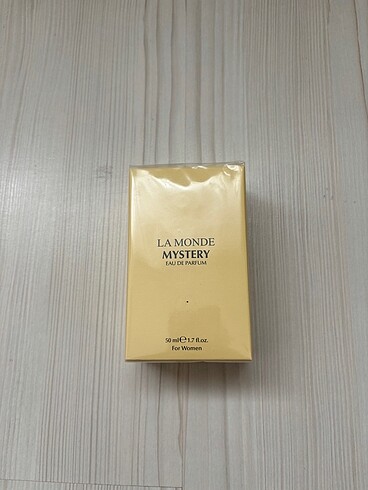 LA MONDE
MYSTERY
EAU DE PARFUM
50 ml ℮ 1.7 fl.oz.
For Women